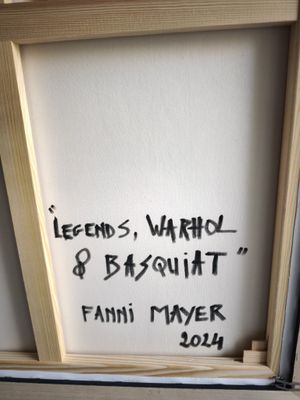 "LEGENDS, WARHOL
& BASQUiAT"
FANNi MAYER
2024